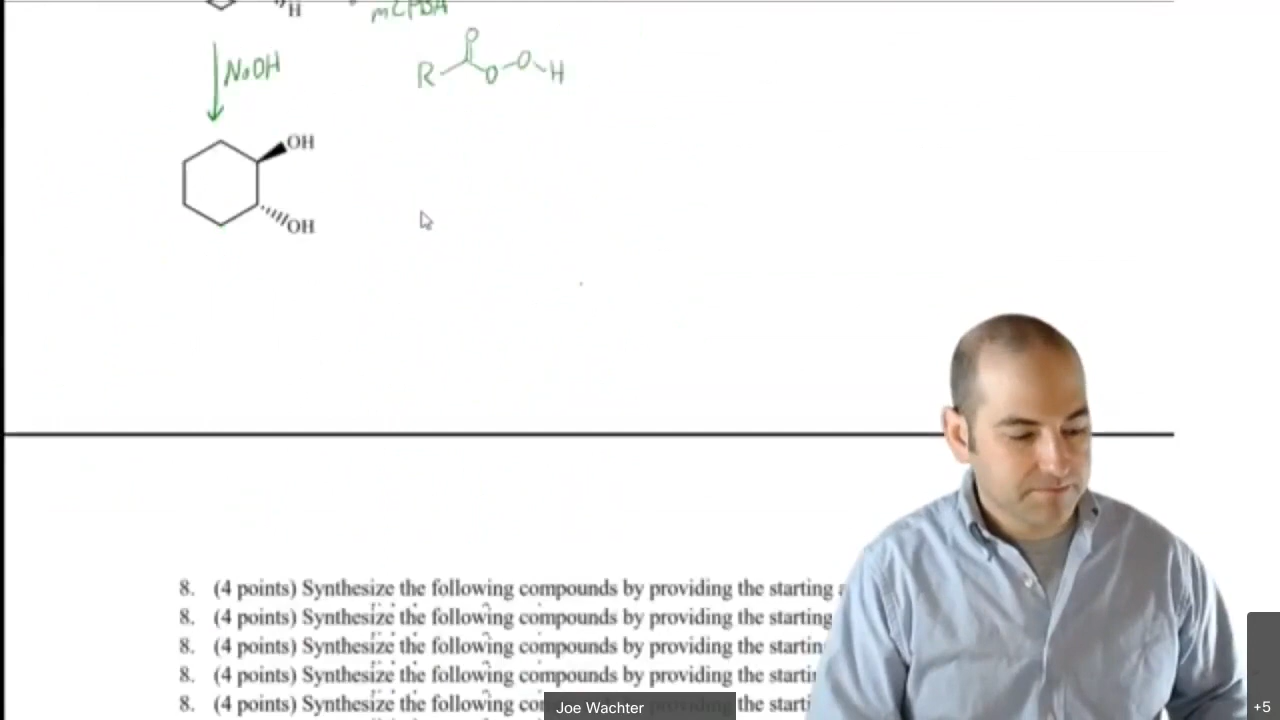 H
mCPBA
NaOH
O
R O O H
OH
OH
8. (4 points) Synthesize the following compounds by providing the starting
8. (4 points) Synthesize the following compounds by providing the starting
8. (4 points) Synthesize the following compounds by providing the startin
8. (4 points) Synthesize the following compounds by providing the starti
8. (4 points) Synthesize the following co the starti
Joe Wachter
+5